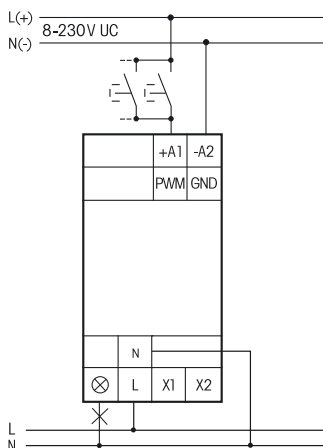 L(+)
8-230V UC
N(-)
+A1 -A2
PWM GND
N
L X1 X2
L
N